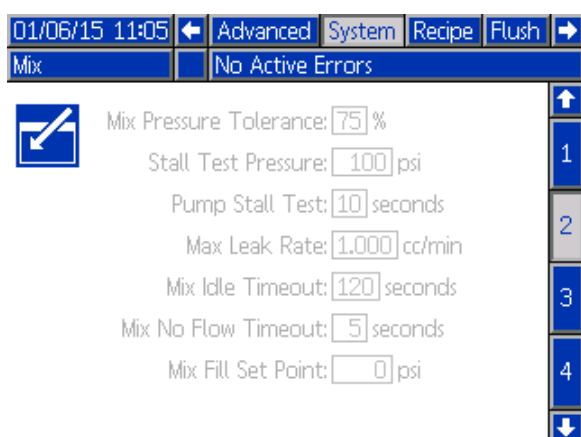 01/06/15 11:05 Advanced System Recipe Flush
Mix No Active Errors
Mix Pressure Tolerance: 75 %
1
Stall Test Pressure: 100 psi
Pump Stall Test: 10 seconds
2
Max Leak Rate: 1.000 cc/min
Mix Idle Timeout: 120 seconds
3
Mix No Flow Timeout: 5 seconds
Mix Fill Set Point: 0 psi
4